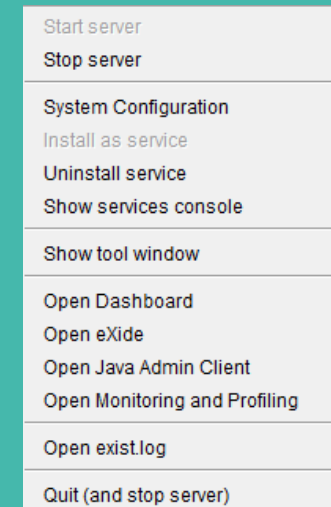 Start server
Stop server
System Configuration
Install as service
Uninstall service
Show services console
Show tool window
Open Dashboard
Open eXide
Open Java Admin Client
Open Monitoring and Profiling
Open exist.log
Quit (and stop server)